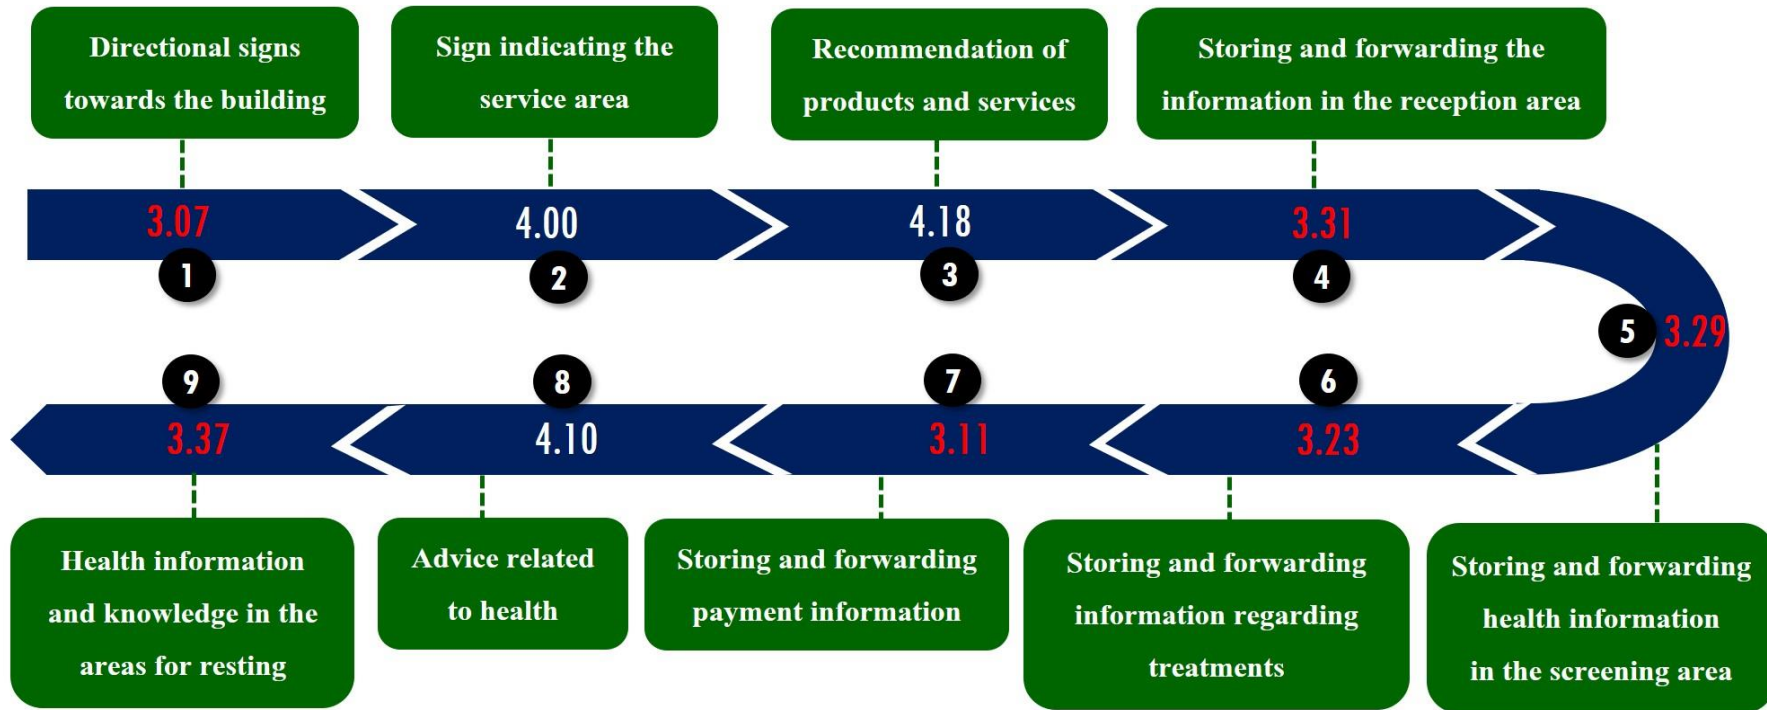 Directional signs
towards the building
Sign indicating the
service area
Recommendation of
products and services
Storing and forwarding the
information in the reception area
3.07
4.00
4.18
3.31
1
2
3
4
5
3.29
9
8
7
6
3.37
4.10
3.11
3.23
Health information
and knowledge in the
areas for resting
Advice related
to health
Storing and forwarding
payment information
Storing and forwarding
information regarding
treatments
Storing and forwarding
health information
in the screening area